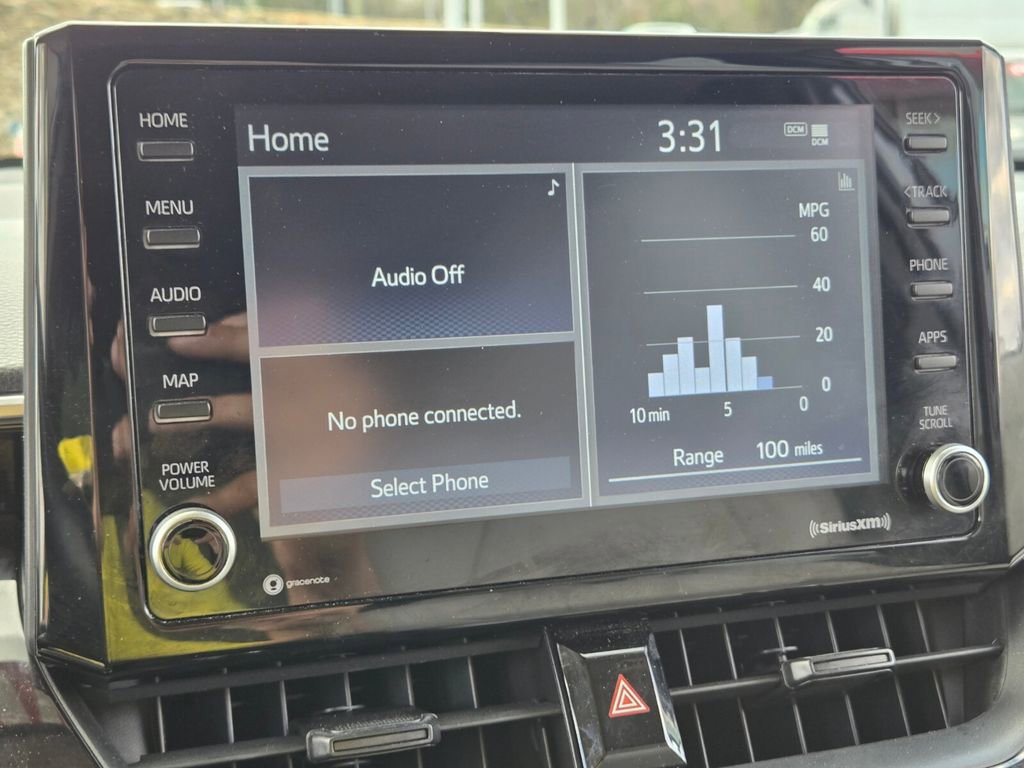 HOME
MENU
AUDIO
MAP
POWER
VOLUME
Home
3:31
DCM
DCM
Audio Off
No phone connected.
Select Phone
MPG
60
40
20
0
10 min
5
0
Range 100 miles
SEEK >
< TRACK
PHONE
APPS
TUNE
SCROLL
gracenote
((SiriusXM))